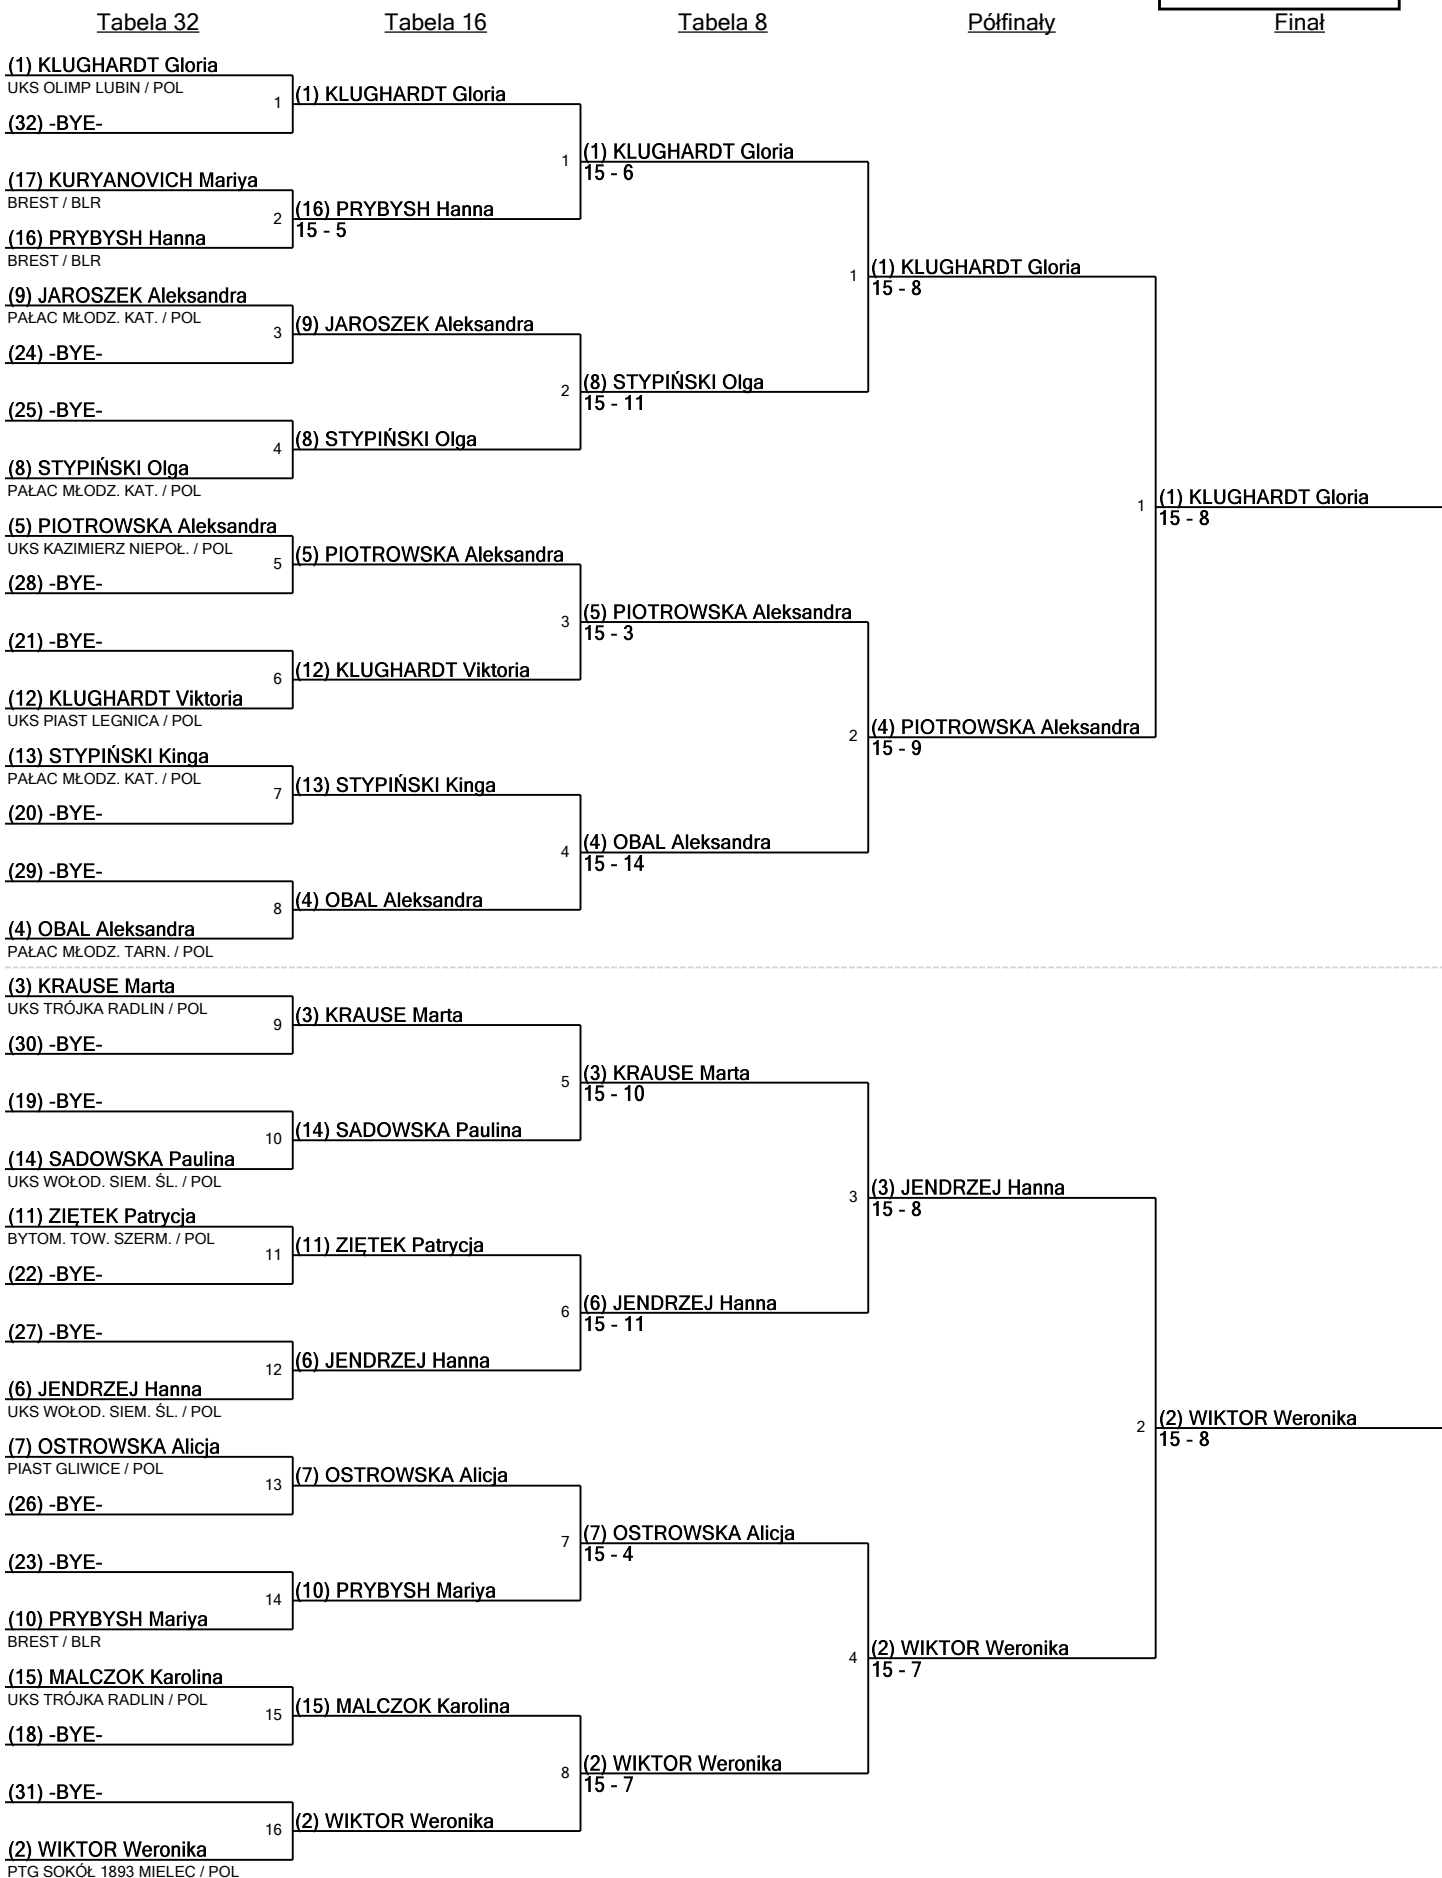 Tabela 32
Tabela 16
Tabela 8
Półfinały
Finał
(1) KLUGHARDT Gloria
UKS OLIMP LUBIN / POL
1
(32) -BYE-
(17) KURYANOVICH Mariya
BREST / BLR
2
(16) PRYBYSH Hanna
BREST / BLR
(9) JAROSZEK Aleksandra
PAŁAC MŁODZ. KAT. / POL
3
(24) -BYE-
(25) -BYE-
4
(8) STYPIŃSKI Olga
PAŁAC MŁODZ. KAT. / POL
(5) PIOTROWSKA Aleksandra
UKS KAZIMIERZ NIEPOŁ. / POL
5
(28) -BYE-
(21) -BYE-
6
(12) KLUGHARDT Viktoria
UKS PIAST LEGNICA / POL
(13) STYPIŃSKI Kinga
PAŁAC MŁODZ. KAT. / POL
7
(20) -BYE-
(29) -BYE-
8
(4) OBAL Aleksandra
PAŁAC MŁODZ. TARN. / POL
(3) KRAUSE Marta
UKS TRÓJKA RADLIN / POL
9
(30) -BYE-
(19) -BYE-
10
(14) SADOWSKA Paulina
UKS WOŁOD. SIEM. ŚL. / POL
(11) ZIĘTEK Patrycja
BYTOM. TOW. SZERM. / POL
11
(22) -BYE-
(27) -BYE-
12
(6) JENDRZEJ Hanna
UKS WOŁOD. SIEM. ŚL. / POL
(7) OSTROWSKA Alicja
PIAST GLIWICE / POL
13
(26) -BYE-
(23) -BYE-
14
(10) PRYBYSH Mariya
BREST / BLR
(15) MALCZOK Karolina
UKS TRÓJKA RADLIN / POL
15
(18) -BYE-
(31) -BYE-
16
(2) WIKTOR Weronika
PTG SOKÓŁ 1893 MIELEC / POL
(1) KLUGHARDT Gloria
1
(16) PRYBYSH Hanna
15 - 5
(9) JAROSZEK Aleksandra
2
(8) STYPIŃSKI Olga
(5) PIOTROWSKA Aleksandra
3
(12) KLUGHARDT Viktoria
(13) STYPIŃSKI Kinga
4
(4) OBAL Aleksandra
(3) KRAUSE Marta
5
(14) SADOWSKA Paulina
(11) ZIĘTEK Patrycja
6
(6) JENDRZEJ Hanna
(7) OSTROWSKA Alicja
7
(10) PRYBYSH Mariya
(15) MALCZOK Karolina
8
(2) WIKTOR Weronika
(1) KLUGHARDT Gloria
15 - 6
1
(8) STYPIŃSKI Olga
15 - 11
(5) PIOTROWSKA Aleksandra
15 - 3
2
(4) OBAL Aleksandra
15 - 14
(3) KRAUSE Marta
15 - 10
3
(6) JENDRZEJ Hanna
15 - 11
(7) OSTROWSKA Alicja
15 - 4
4
(2) WIKTOR Weronika
15 - 7
(1) KLUGHARDT Gloria
15 - 8
1
(4) PIOTROWSKA Aleksandra
15 - 9
(3) JENDRZEJ Hanna
15 - 8
2
(2) WIKTOR Weronika
15 - 7
(1) KLUGHARDT Gloria
15 - 8
(2) WIKTOR Weronika
15 - 8